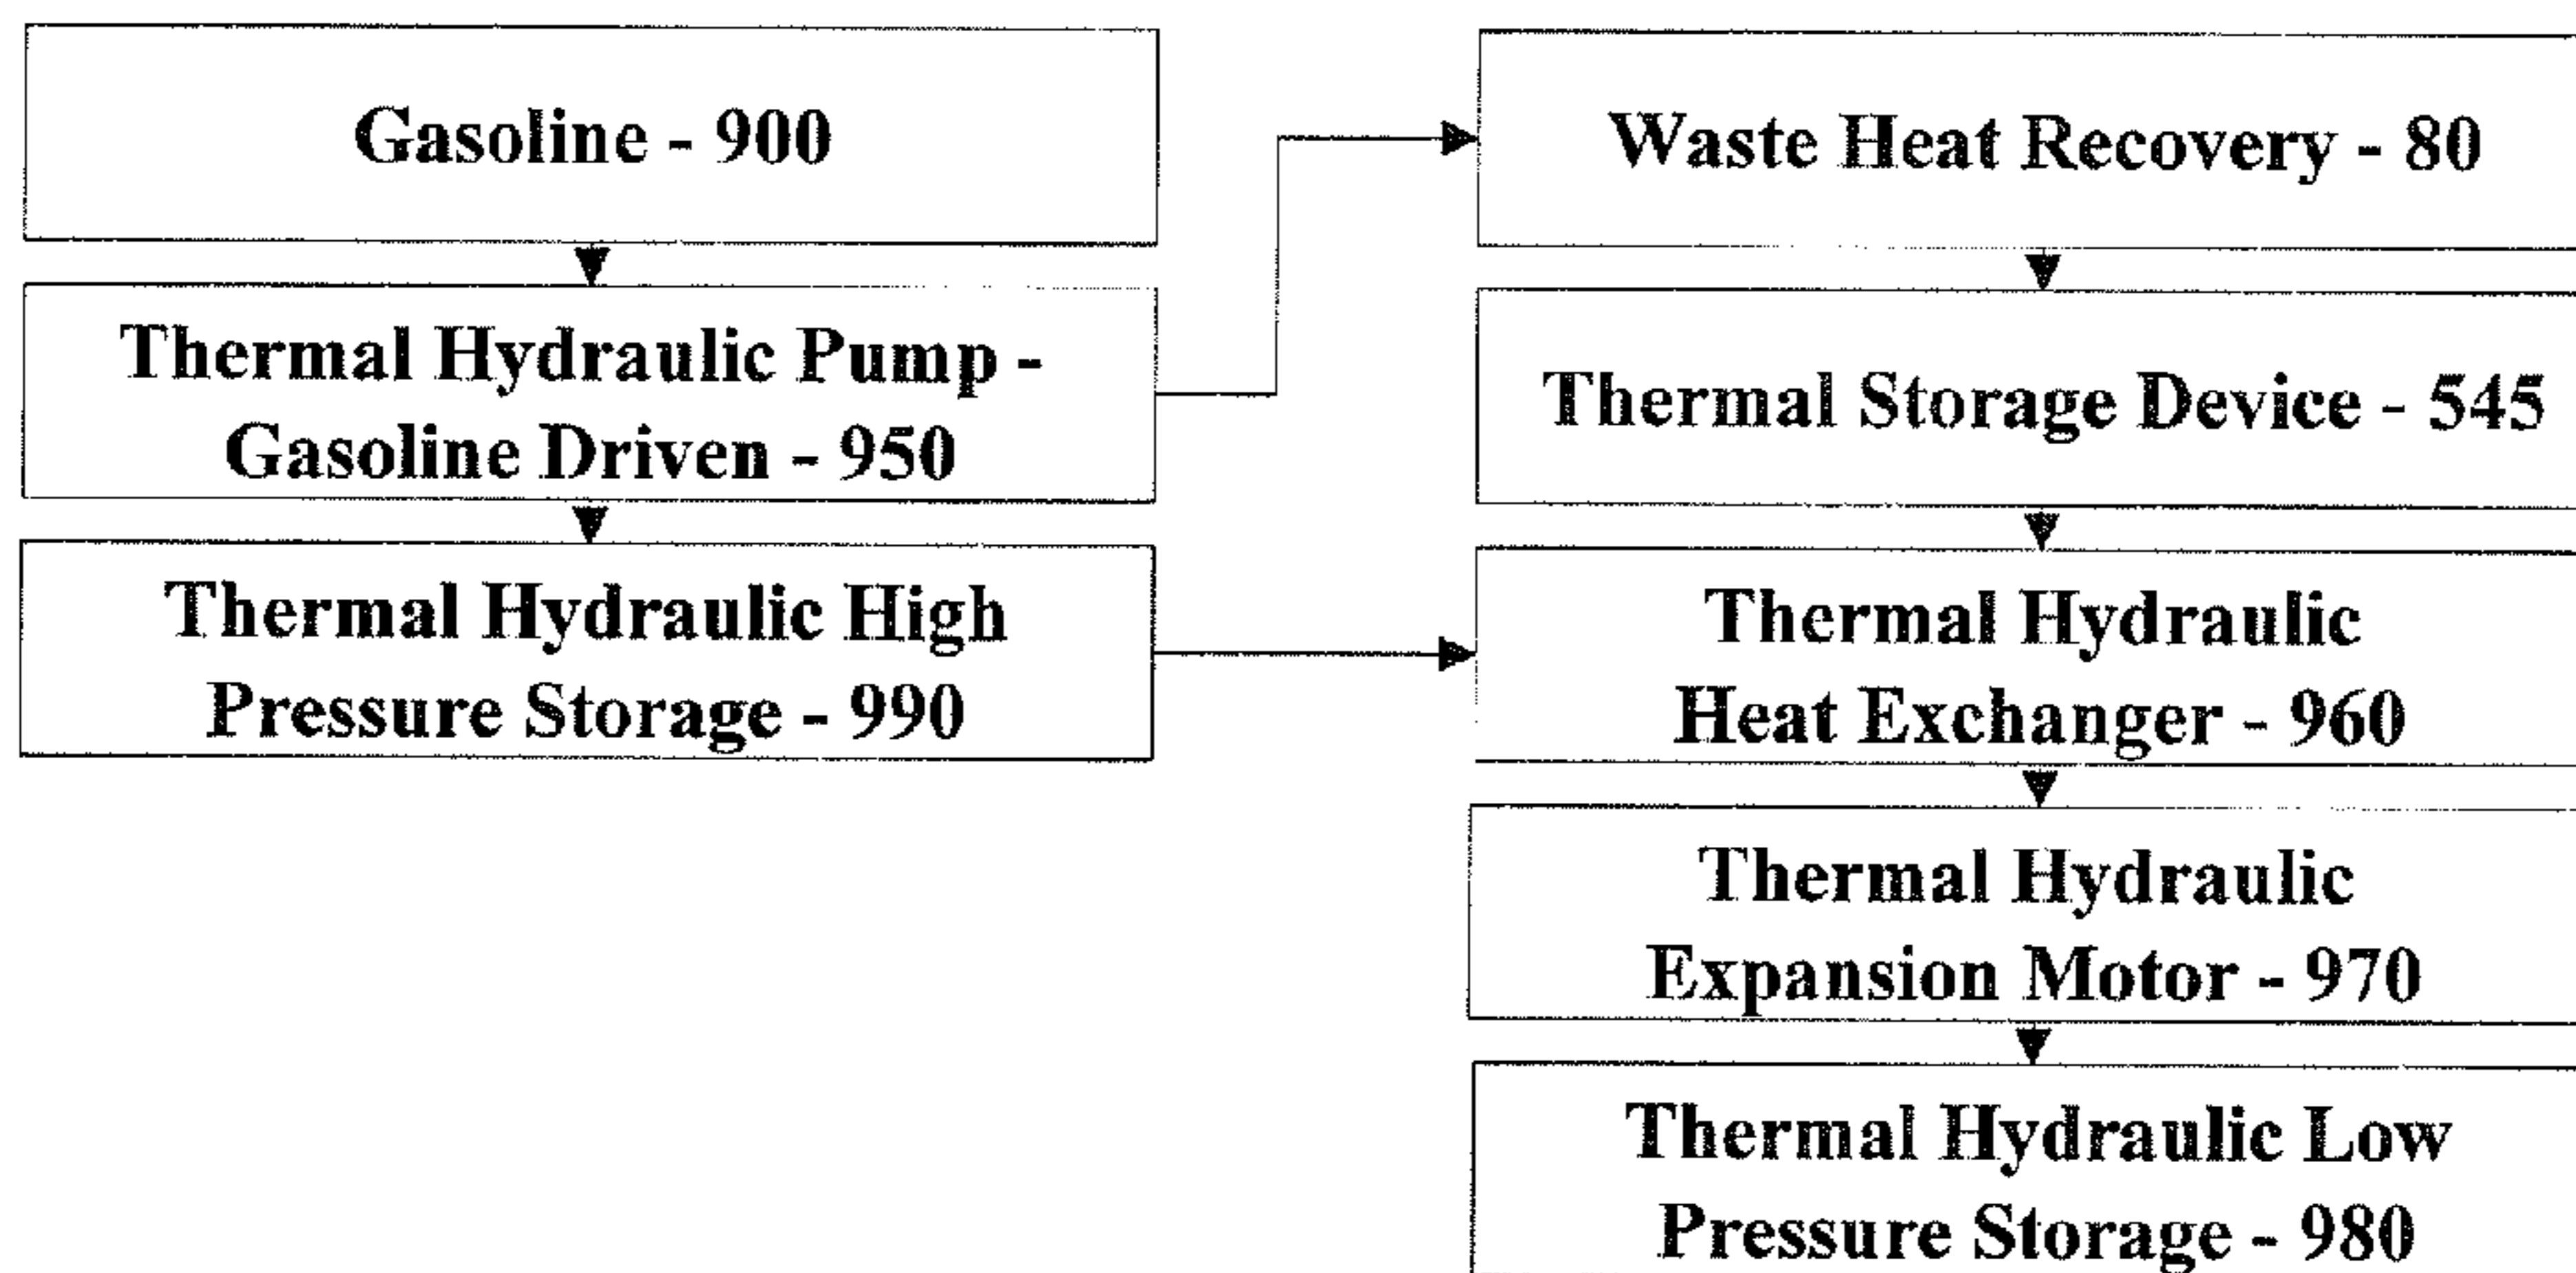 Gasoline - 900
Thermal Hydraulic Pump -
Gasoline Driven - 950
Thermal Hydraulic High
Pressure Storage - 990
Waste Heat Recovery - 80
Thermal Storage Device - 545
Thermal Hydraulic
Heat Exchanger - 960
Thermal Hydraulic
Expansion Motor - 970
Thermal Hydraulic Low
Pressure Storage - 980